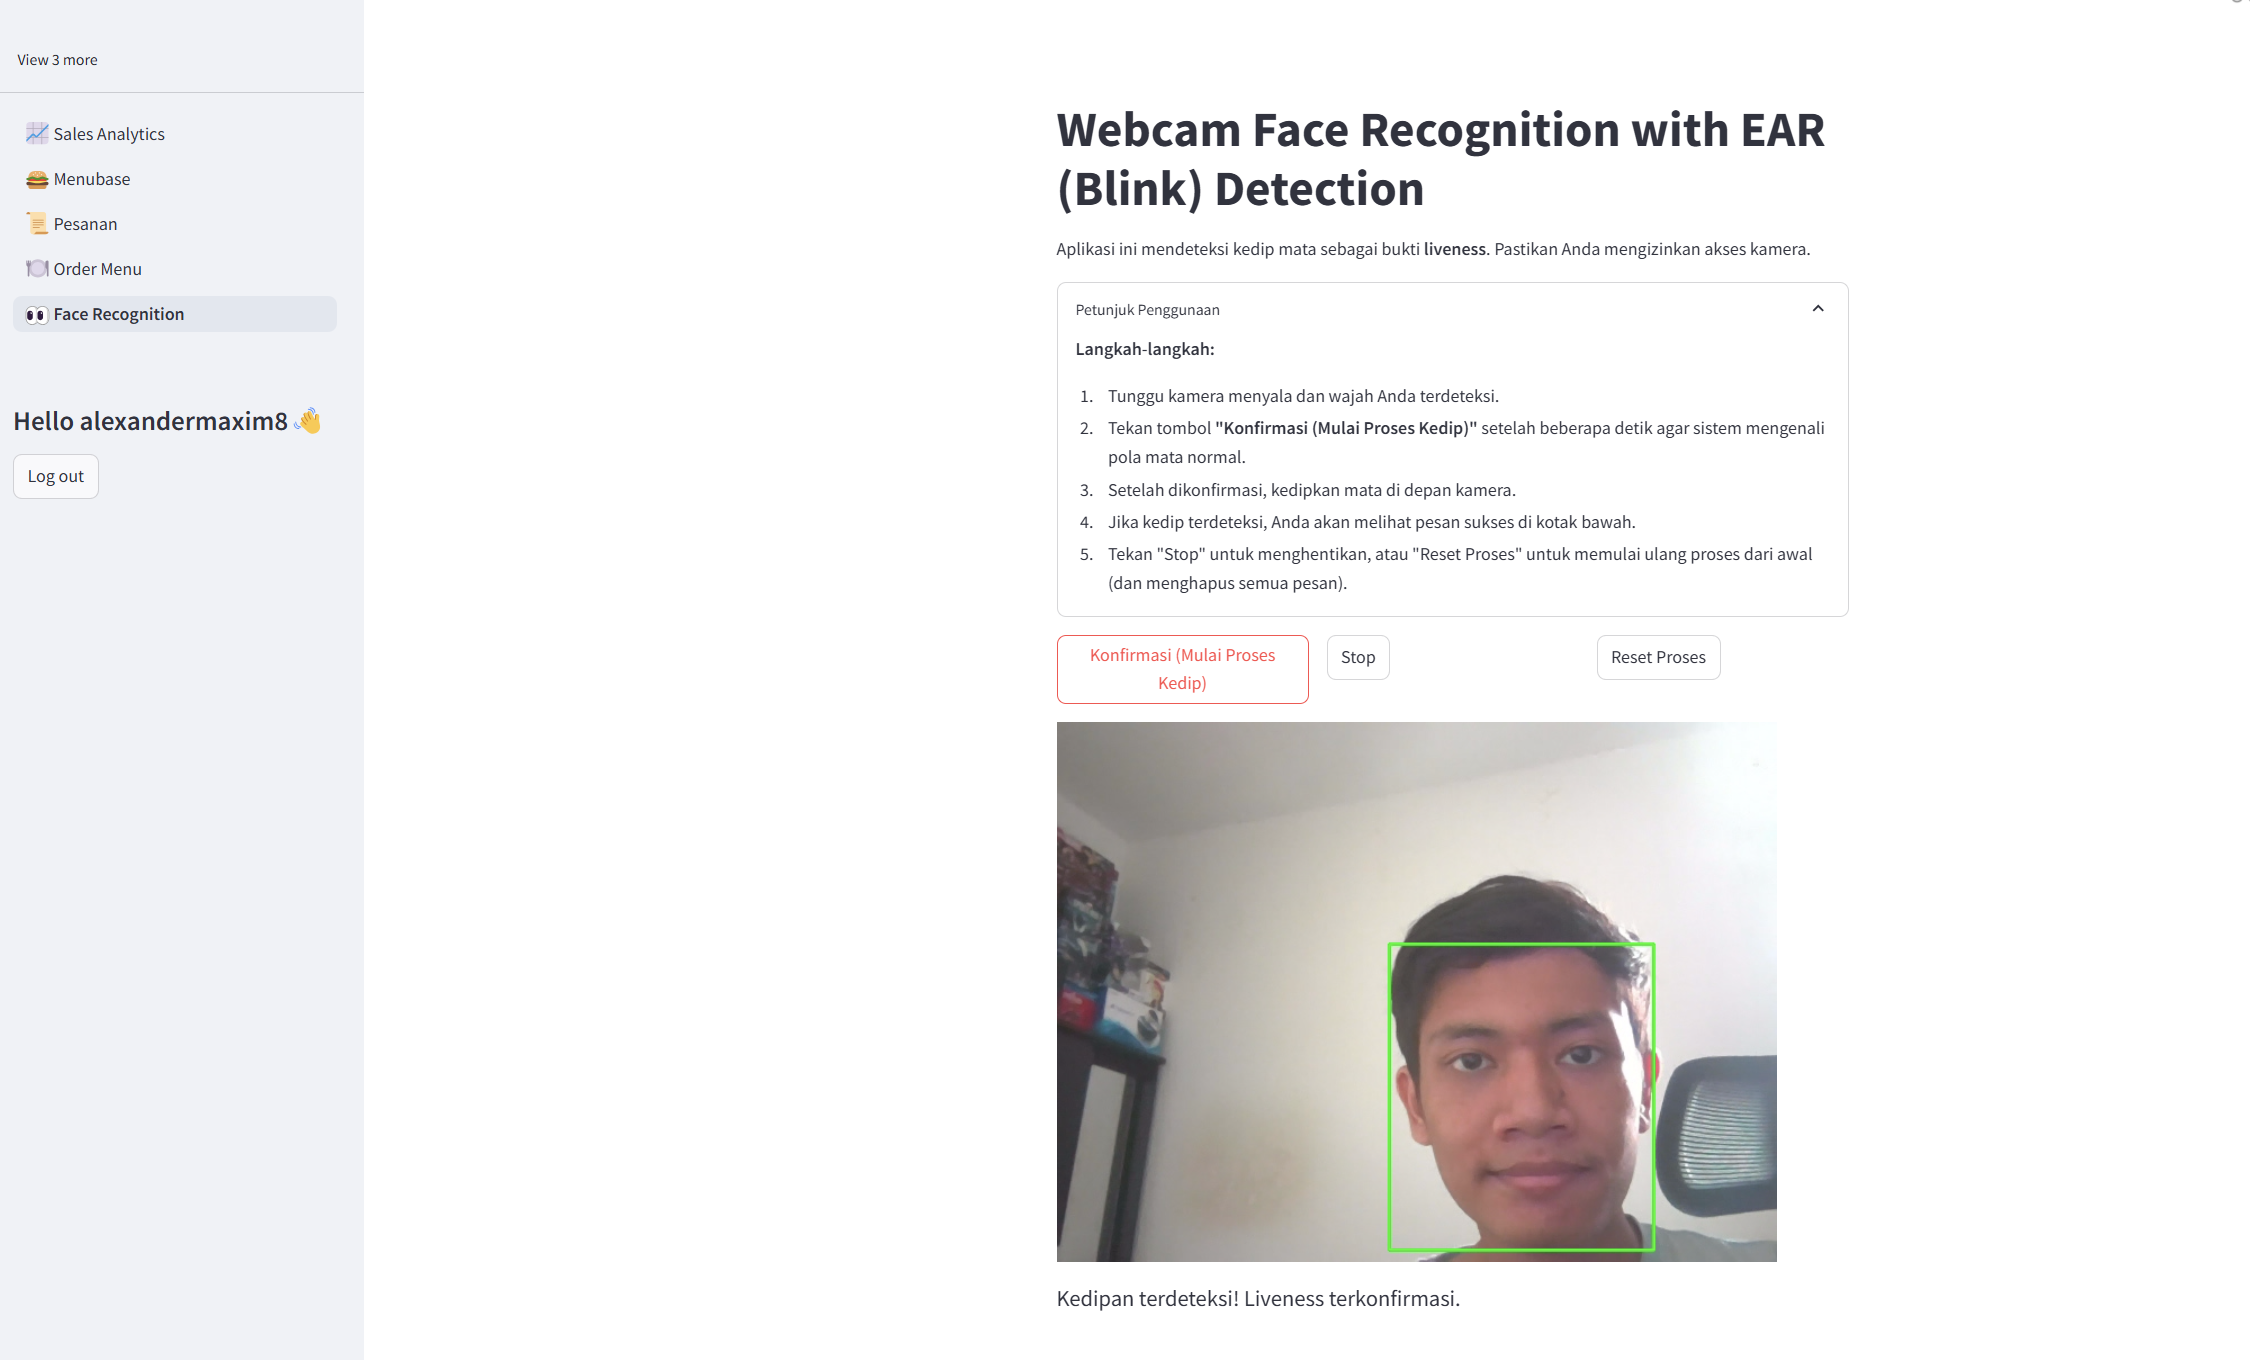 View 3 more
Sales Analytics
Menubase
Pesanan
Order Menu
Face Recognition
Hello alexandermaxim8
Log out
Webcam Face Recognition with EAR
(Blink) Detection
Aplikasi ini mendeteksi kedip mata sebagai bukti liveness. Pastikan Anda mengizinkan akses kamera.
Petunjuk Penggunaan
Langkah-langkah:
1. Tunggu kamera menyala dan wajah Anda terdeteksi.
2. Tekan tombol "Konfirmasi (Mulai Proses Kedip)" setelah beberapa detik agar sistem mengenali
pola mata normal.
3. Setelah dikonfirmasi, kedipkan mata di depan kamera.
4. Jika kedip terdeteksi, Anda akan melihat pesan sukses di kotak bawah.
5. Tekan "Stop" untuk menghentikan, atau "Reset Proses" untuk memulai ulang proses dari awal
(dan menghapus semua pesan).
Konfirmasi (Mulai Proses
Kedip)
Stop
Reset Proses
Kedipan terdeteksi! Liveness terkonfirmasi.